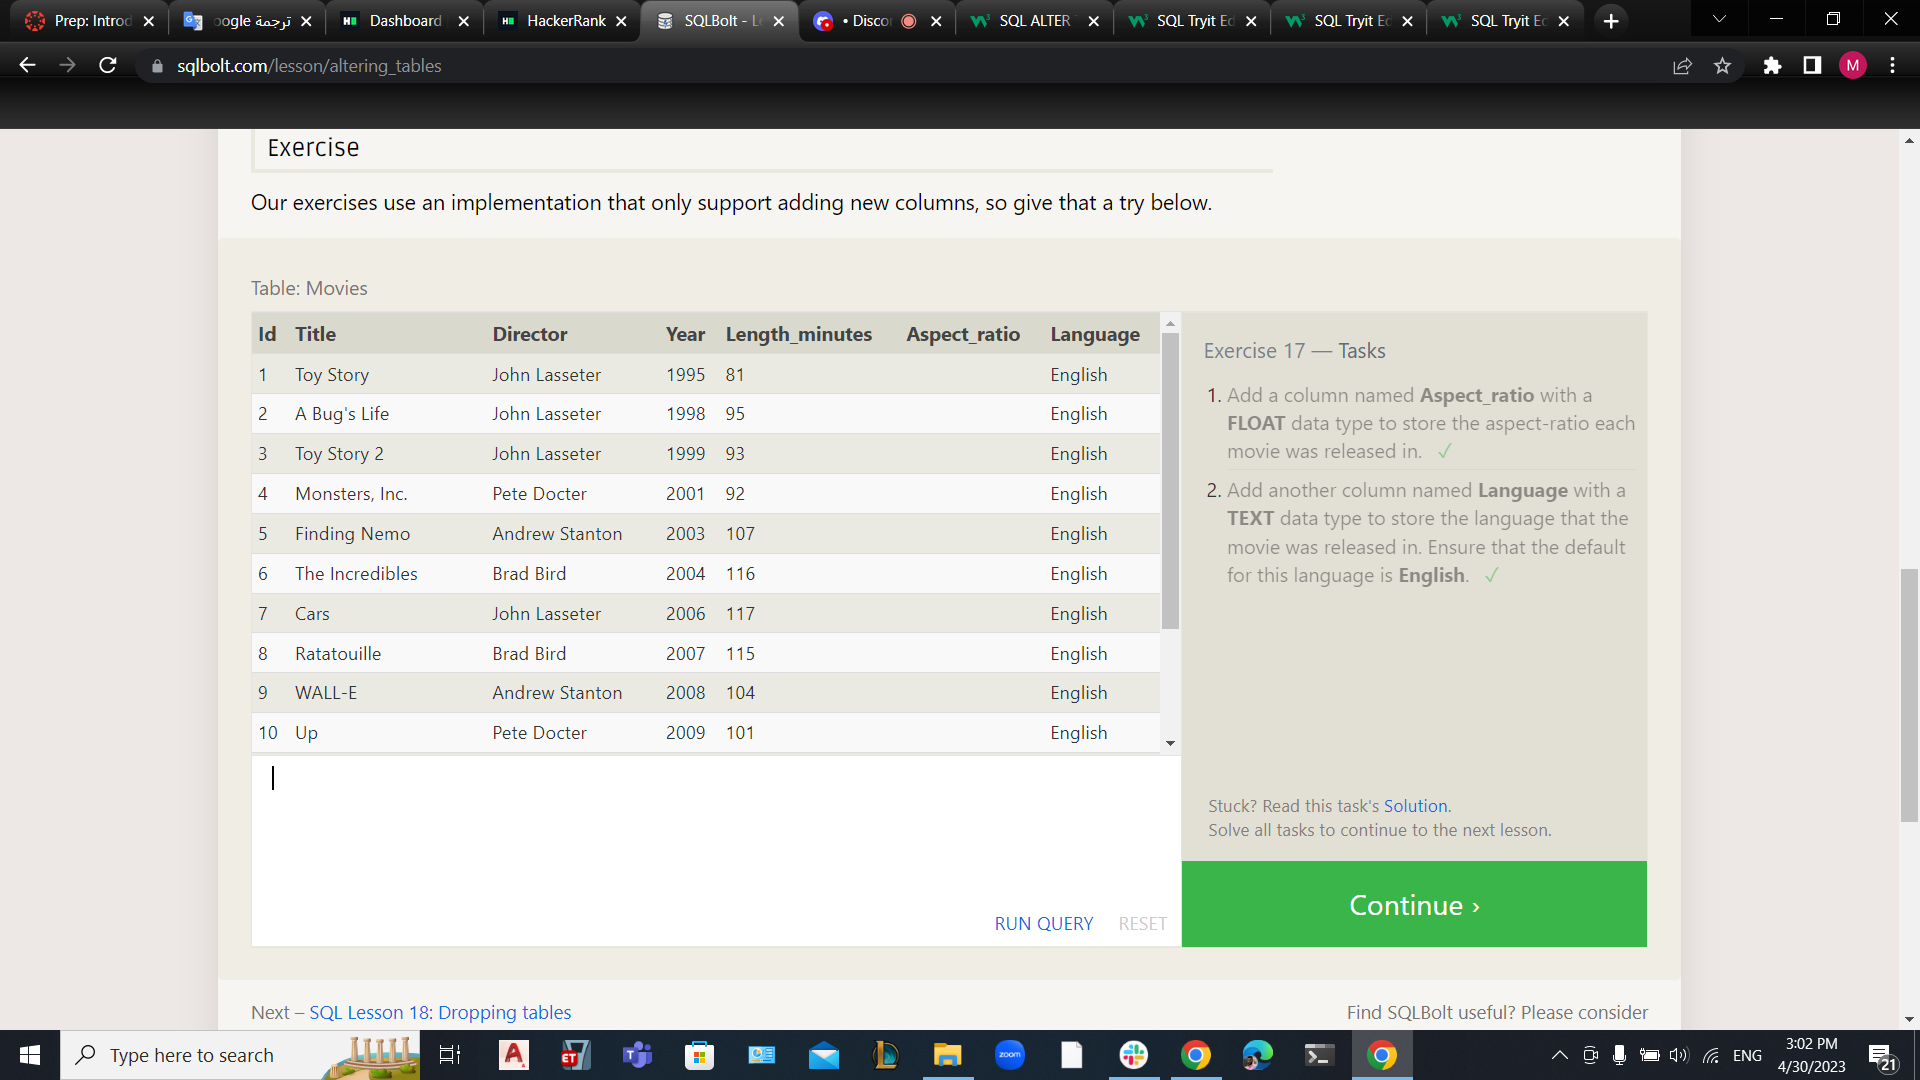 Prep: Introd
ترجمة oogle
Dashboard
HackerRank
SQLBolt - L
• Discor
SQL ALTER
SQL Tryit Ed
SQL Tryit Ed
SQL Tryit Ed
sqlbolt.com/lesson/altering_tables
M
Exercise
Our exercises use an implementation that only support adding new columns, so give that a try below.
Table: Movies
Id Title Director Year Length_minutes Aspect_ratio Language
1 Toy Story John Lasseter 1995 81 English
2 A Bug's Life John Lasseter 1998 95 English
3 Toy Story 2 John Lasseter 1999 93 English
4 Monsters, Inc. Pete Docter 2001 92 English
5 Finding Nemo Andrew Stanton 2003 107 English
6 The Incredibles Brad Bird 2004 116 English
7 Cars John Lasseter 2006 117 English
8 Ratatouille Brad Bird 2007 115 English
9 WALL-E Andrew Stanton 2008 104 English
10 Up Pete Docter 2009 101 English
RUN QUERY RESET
Exercise 17 — Tasks
1. Add a column named Aspect_ratio with a
FLOAT data type to store the aspect-ratio each
movie was released in. ✓
2. Add another column named Language with a
TEXT data type to store the language that the
movie was released in. Ensure that the default
for this language is English. ✓
Stuck? Read this task's Solution.
Solve all tasks to continue to the next lesson.
Continue ›
Next – SQL Lesson 18: Dropping tables
Find SQLBolt useful? Please consider
Type here to search
ENG
3:02 PM
4/30/2023
21